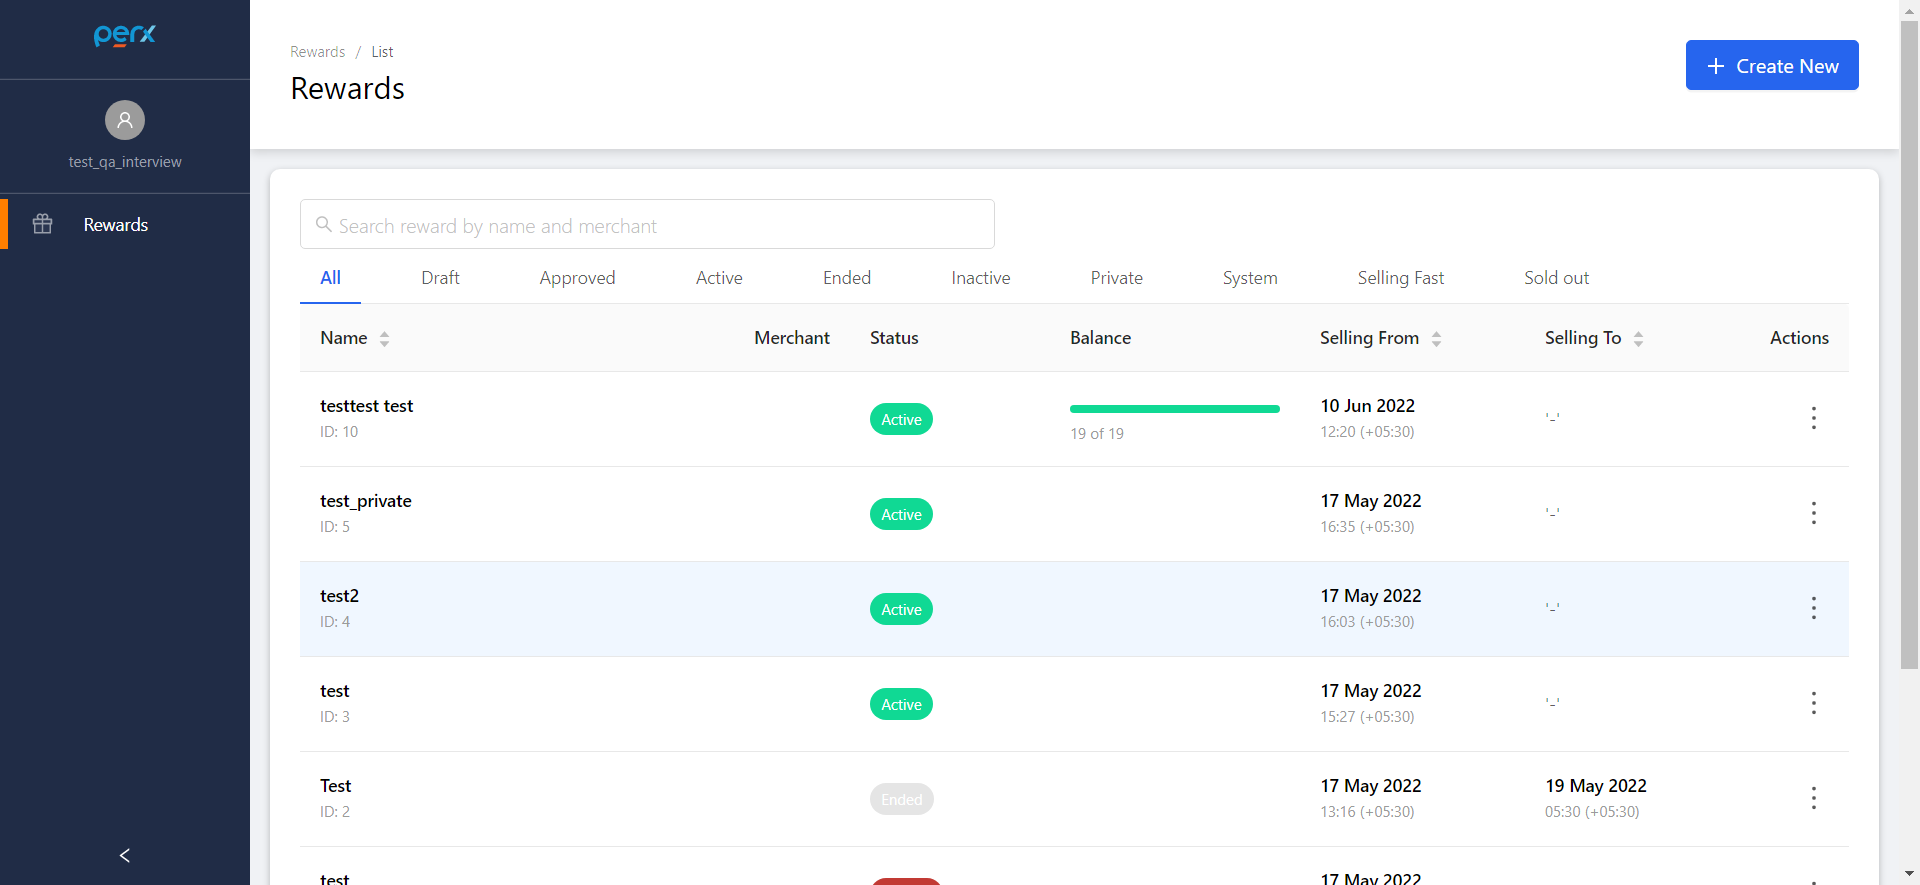 perx
test_qa_interview
Rewards
Rewards / List
Rewards
Create New
Search reward by name and merchant
All Draft Approved Active Ended Inactive Private System Selling Fast Sold out
Name Merchant Status Balance Selling From Selling To Actions
testtest test
ID: 10
Active
19 of 19
10 Jun 2022
12:20 (+05:30)
'-'
test_private
ID: 5
Active
17 May 2022
16:35 (+05:30)
'-'
test2
ID: 4
Active
17 May 2022
16:03 (+05:30)
'-'
test
ID: 3
Active
17 May 2022
15:27 (+05:30)
'-'
Test
ID: 2
Ended
17 May 2022
13:16 (+05:30)
19 May 2022
05:30 (+05:30)
test
17 May 2022